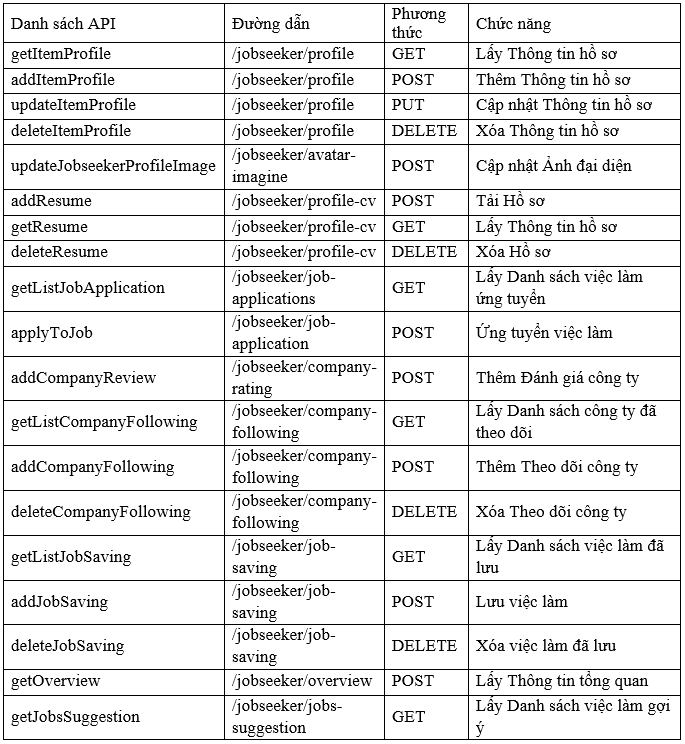 Danh sách API Đường dẫn Phương thức Chức năng
getItemProfile /jobseeker/profile GET Lấy Thông tin hồ sơ
addItemProfile /jobseeker/profile POST Thêm Thông tin hồ sơ
updateItemProfile /jobseeker/profile PUT Cập nhật Thông tin hồ sơ
deleteItemProfile /jobseeker/profile DELETE Xóa Thông tin hồ sơ
updateJobseekerProfileImage /jobseeker/avatar-imagine POST Cập nhật Ảnh đại diện
addResume /jobseeker/profile-cv POST Tải Hồ sơ
getResume /jobseeker/profile-cv GET Lấy Thông tin hồ sơ
deleteResume /jobseeker/profile-cv DELETE Xóa Hồ sơ
getListJobApplication /jobseeker/job-applications GET Lấy Danh sách việc làm ứng tuyển
applyToJob /jobseeker/job-application POST Ứng tuyển việc làm
addCompanyReview /jobseeker/company-rating POST Thêm Đánh giá công ty
getListCompanyFollowing /jobseeker/company-following GET Lấy Danh sách công ty đã theo dõi
addCompanyFollowing /jobseeker/company-following POST Thêm Theo dõi công ty
deleteCompanyFollowing /jobseeker/company-following DELETE Xóa Theo dõi công ty
getListJobSaving /jobseeker/job-saving GET Lấy Danh sách việc làm đã lưu
addJobSaving /jobseeker/job-saving POST Lưu việc làm
deleteJobSaving /jobseeker/job-saving DELETE Xóa việc làm đã lưu
getOverview /jobseeker/overview POST Lấy Thông tin tổng quan
getJobsSuggestion /jobseeker/jobs-suggestion GET Lấy Danh sách việc làm gợi ý